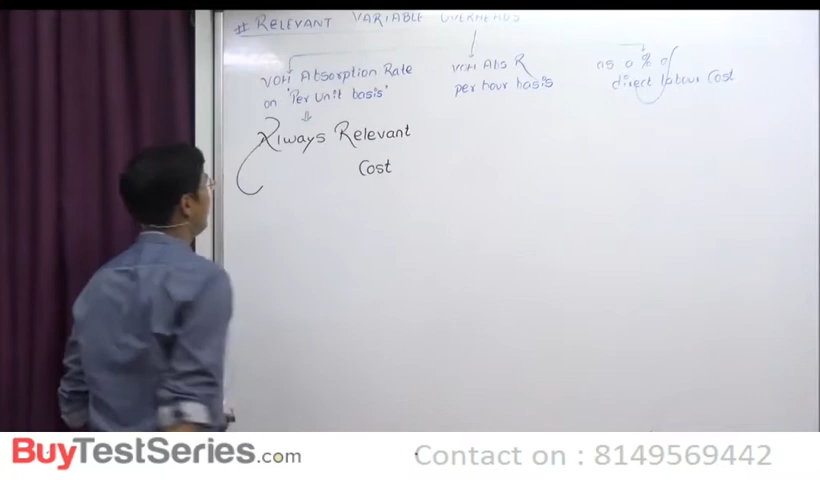 # RELEVANT VARIABLE OVERHEADS
VOH Absorption Rate
on 'Per Unit basis'
VOH Abs R
per hour basis
as a % of
direct labour Cost
Always Relevant
Cost
BuyTestSeries.com
Contact on : 8149569442